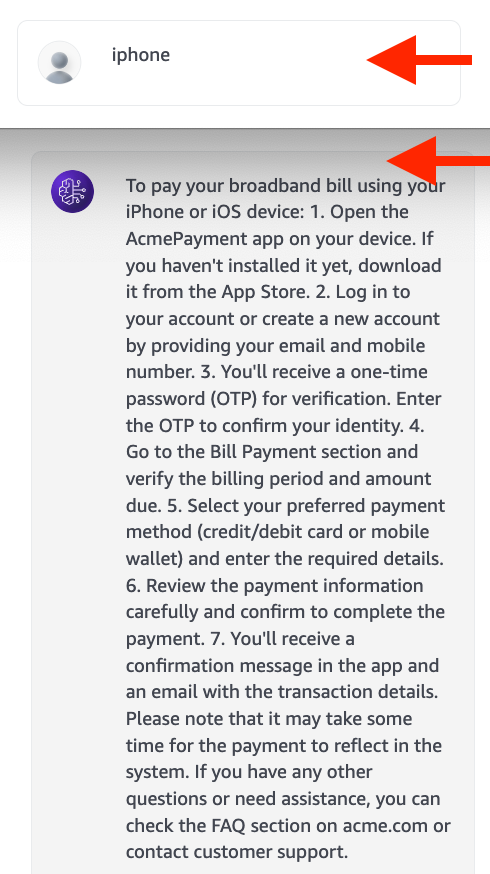 iphone
To pay your broadband bill using your
iPhone or iOS device: 1. Open the
AcmePayment app on your device. If
you haven't installed it yet, download
it from the App Store. 2. Log in to
your account or create a new account
by providing your email and mobile
number. 3. You'll receive a one-time
password (OTP) for verification. Enter
the OTP to confirm your identity. 4.
Go to the Bill Payment section and
verify the billing period and amount
due. 5. Select your preferred payment
method (credit/debit card or mobile
wallet) and enter the required details.
6. Review the payment information
carefully and confirm to complete the
payment. 7. You'll receive a
confirmation message in the app and
an email with the transaction details.
Please note that it may take some
time for the payment to reflect in the
system. If you have any other
questions or need assistance, you can
check the FAQ section on acme.com or
contact customer support.